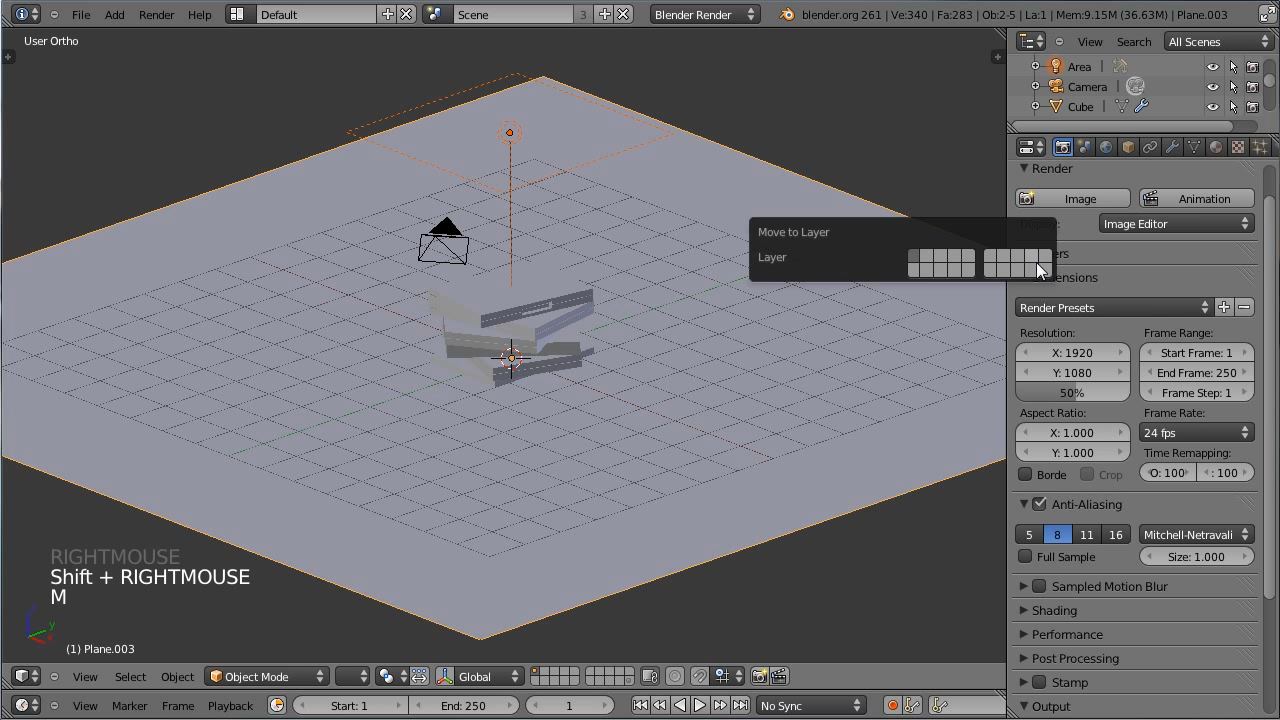 File Add Render Help Default Scene 3 Blender Render blender.org 261 | Ve:340 | Fa:283 | Ob:2-5 | La:1 | Mem:9.15M (36.63M) | Plane.003
User Ortho
View Search All Scenes
Area
Camera
Cube
Render
Image Animation
Image Editor
Move to Layer
Layer
ers
mensions
Render Presets
Resolution: Frame Range:
X: 1920 Start Frame: 1
Y: 1080 End Frame: 250
50% Frame Step: 1
Aspect Ratio: Frame Rate:
X: 1.000 24 fps
Y: 1.000 Time Remapping:
Borde Crop O: 100 : 100
Anti-Aliasing
5 8 11 16 Mitchell-Netravali
Full Sample Size: 1.000
Sampled Motion Blur
Shading
Performance
Post Processing
Stamp
Output
RIGHTMOUSE
Shift + RIGHTMOUSE
M
z
y
x
(1) Plane.003
View Select Object Object Mode Global
View Marker Frame Playback Start: 1 End: 250 1 No Sync